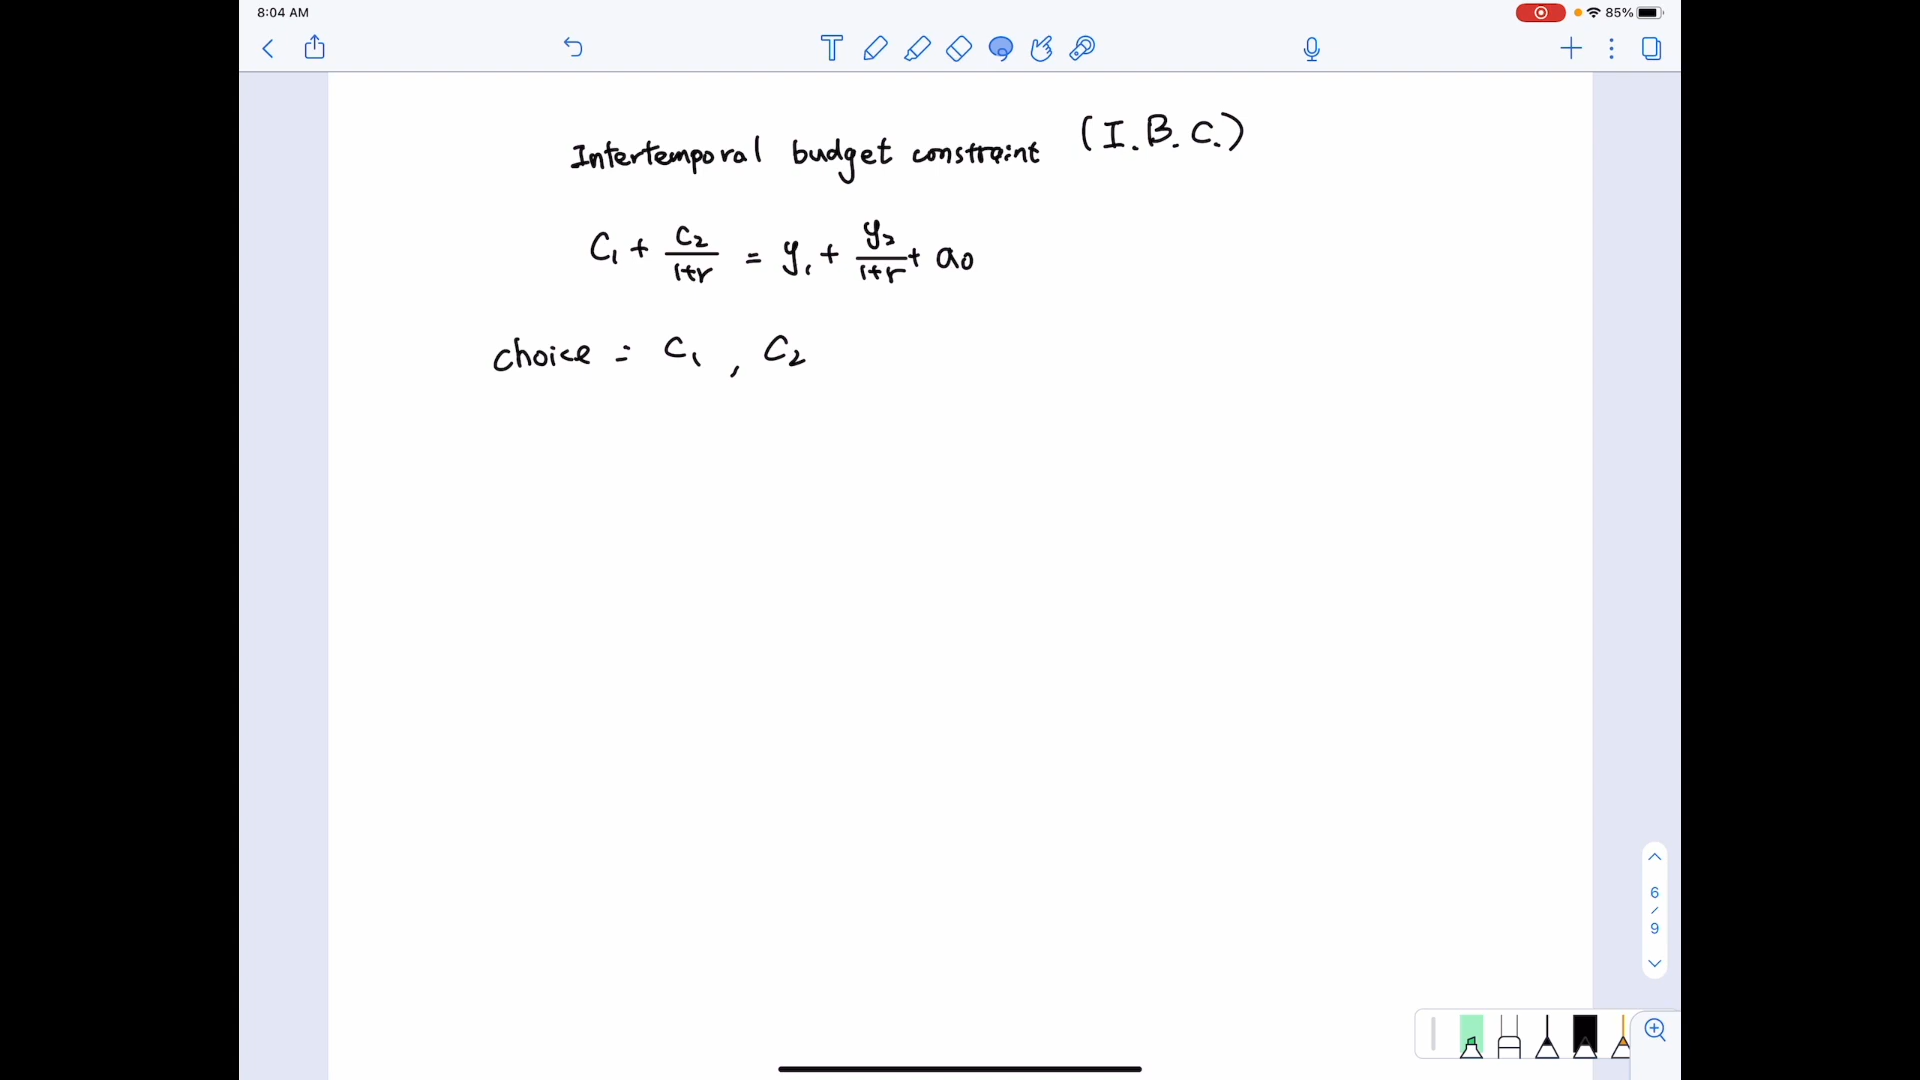 8:04 AM
85%
T
Intertemporal budget constraint (I.B.C.)
C₁ + C₂/1+r = y₁ + y₂/1+r + a₀
choice = C₁ , C₂
6
/
9